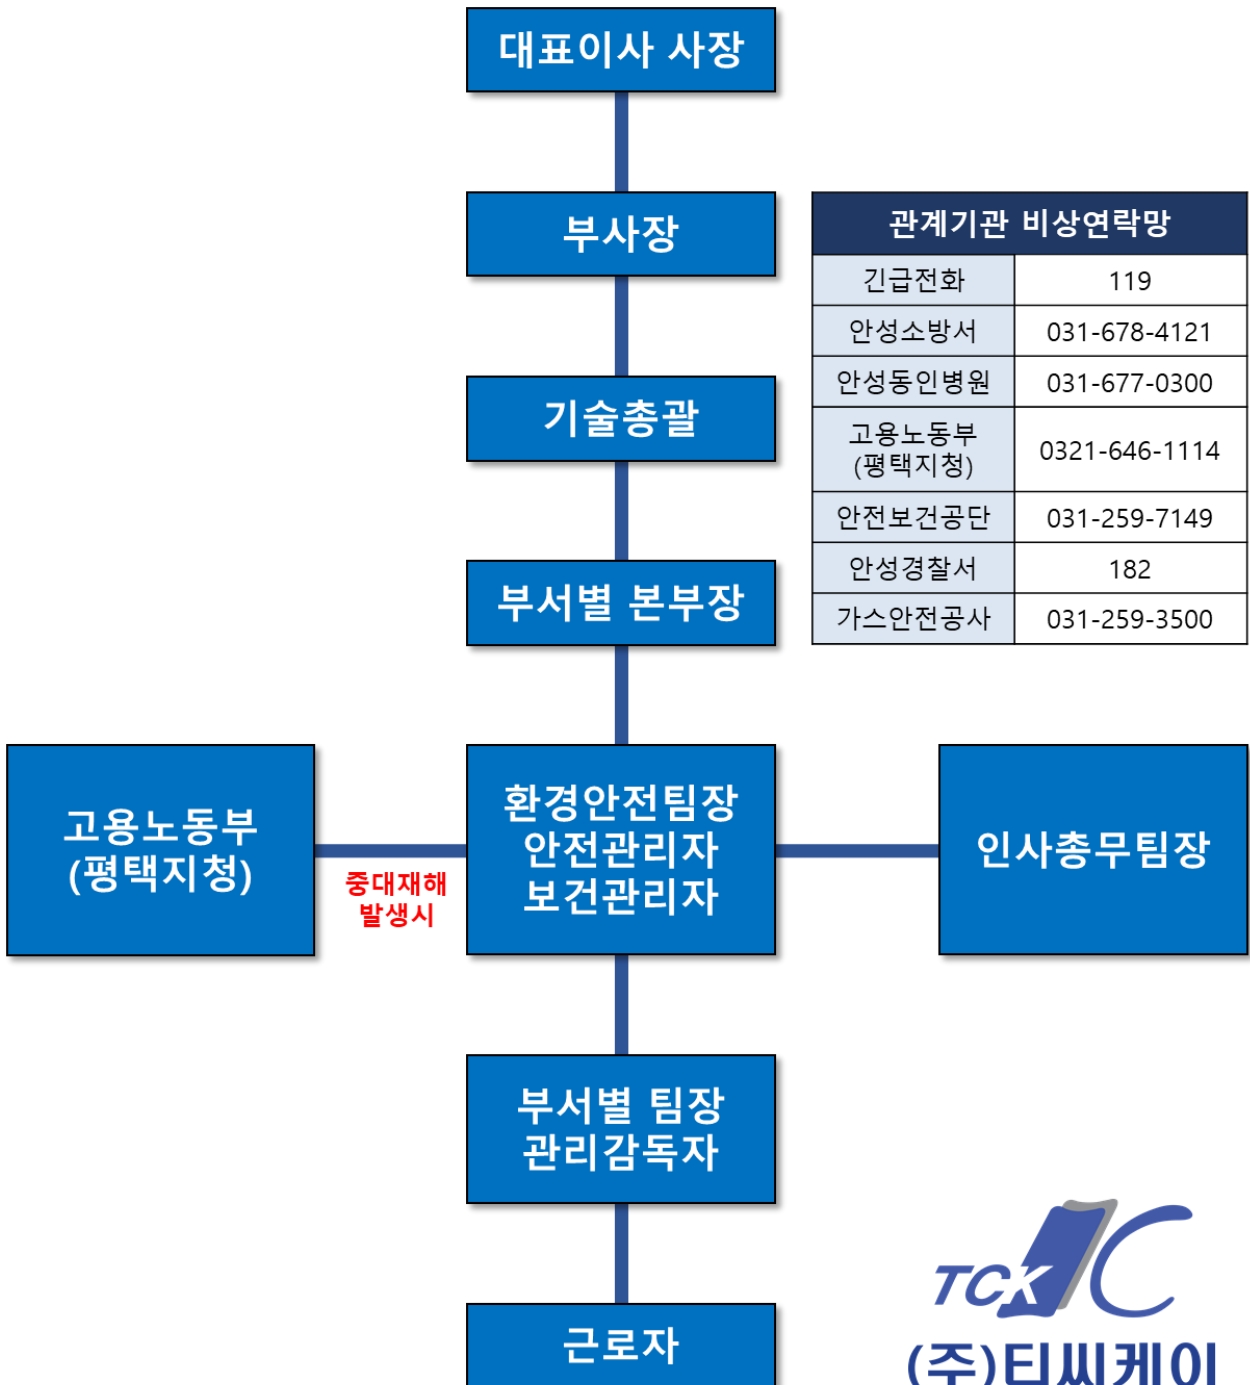 대표이사 사장
부사장
기술총괄
부서별 본부장
관계기관 비상연락망
긴급전화 119
안성소방서 031-678-4121
안성동인병원 031-677-0300
고용노동부
(평택지청) 0321-646-1114
안전보건공단 031-259-7149
안성경찰서 182
가스안전공사 031-259-3500
고용노동부
(평택지청)
중대재해
발생시
환경안전팀장
안전관리자
보건관리자
인사총무팀장
부서별 팀장
관리감독자
근로자
TCK
(주)티씨케이